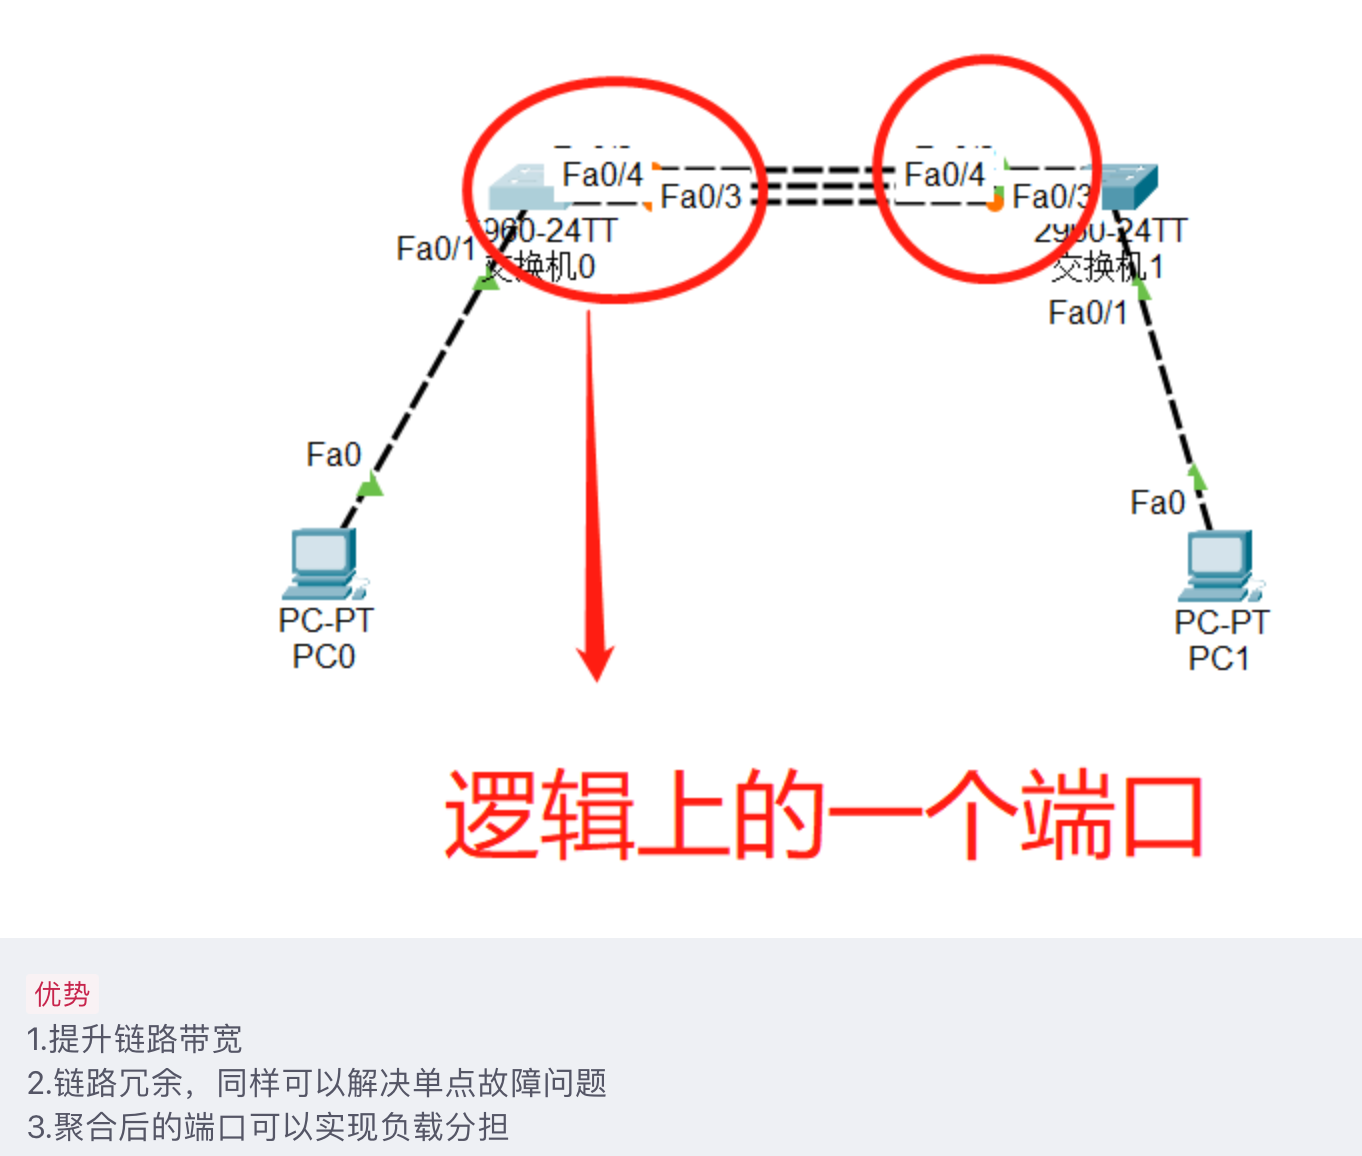 Fa0/4
Fa0/3
Fa0/4
Fa0/3
Fa0/1
2960-24TT
交换机0
2960-24TT
交换机1
Fa0/1
Fa0
Fa0
PC-PT
PC0
PC-PT
PC1
逻辑上的一个端口
优势
1.提升链路带宽
2.链路冗余，同样可以解决单点故障问题
3.聚合后的端口可以实现负载分担